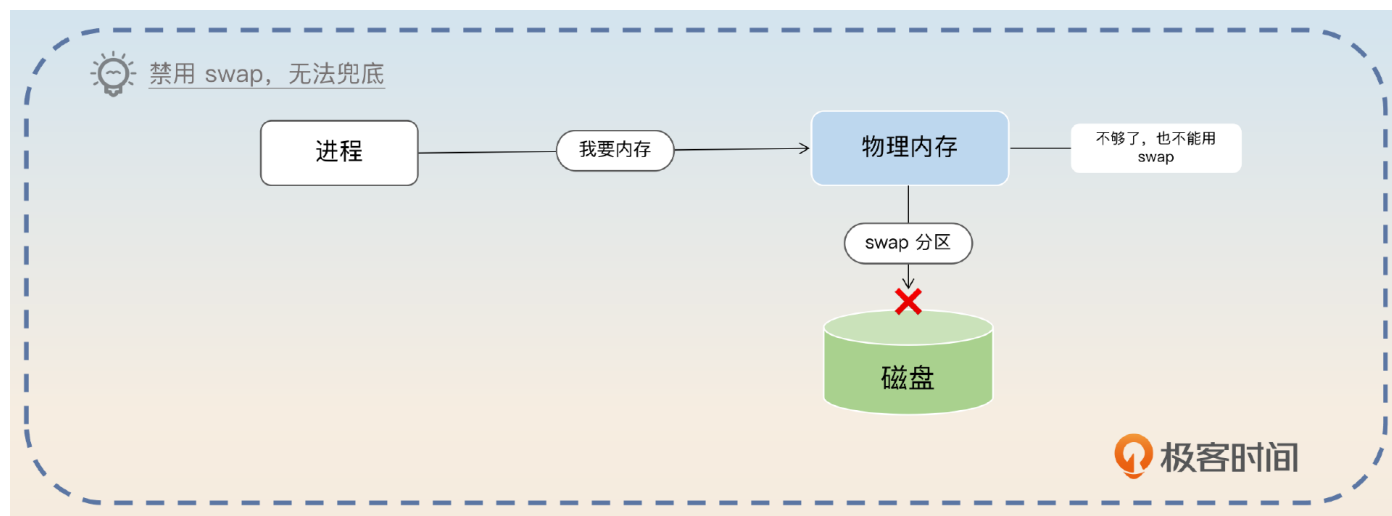 禁用 swap，无法兜底
进程
我要内存
物理内存
不够了，也不能用
swap
swap 分区
磁盘
极客时间